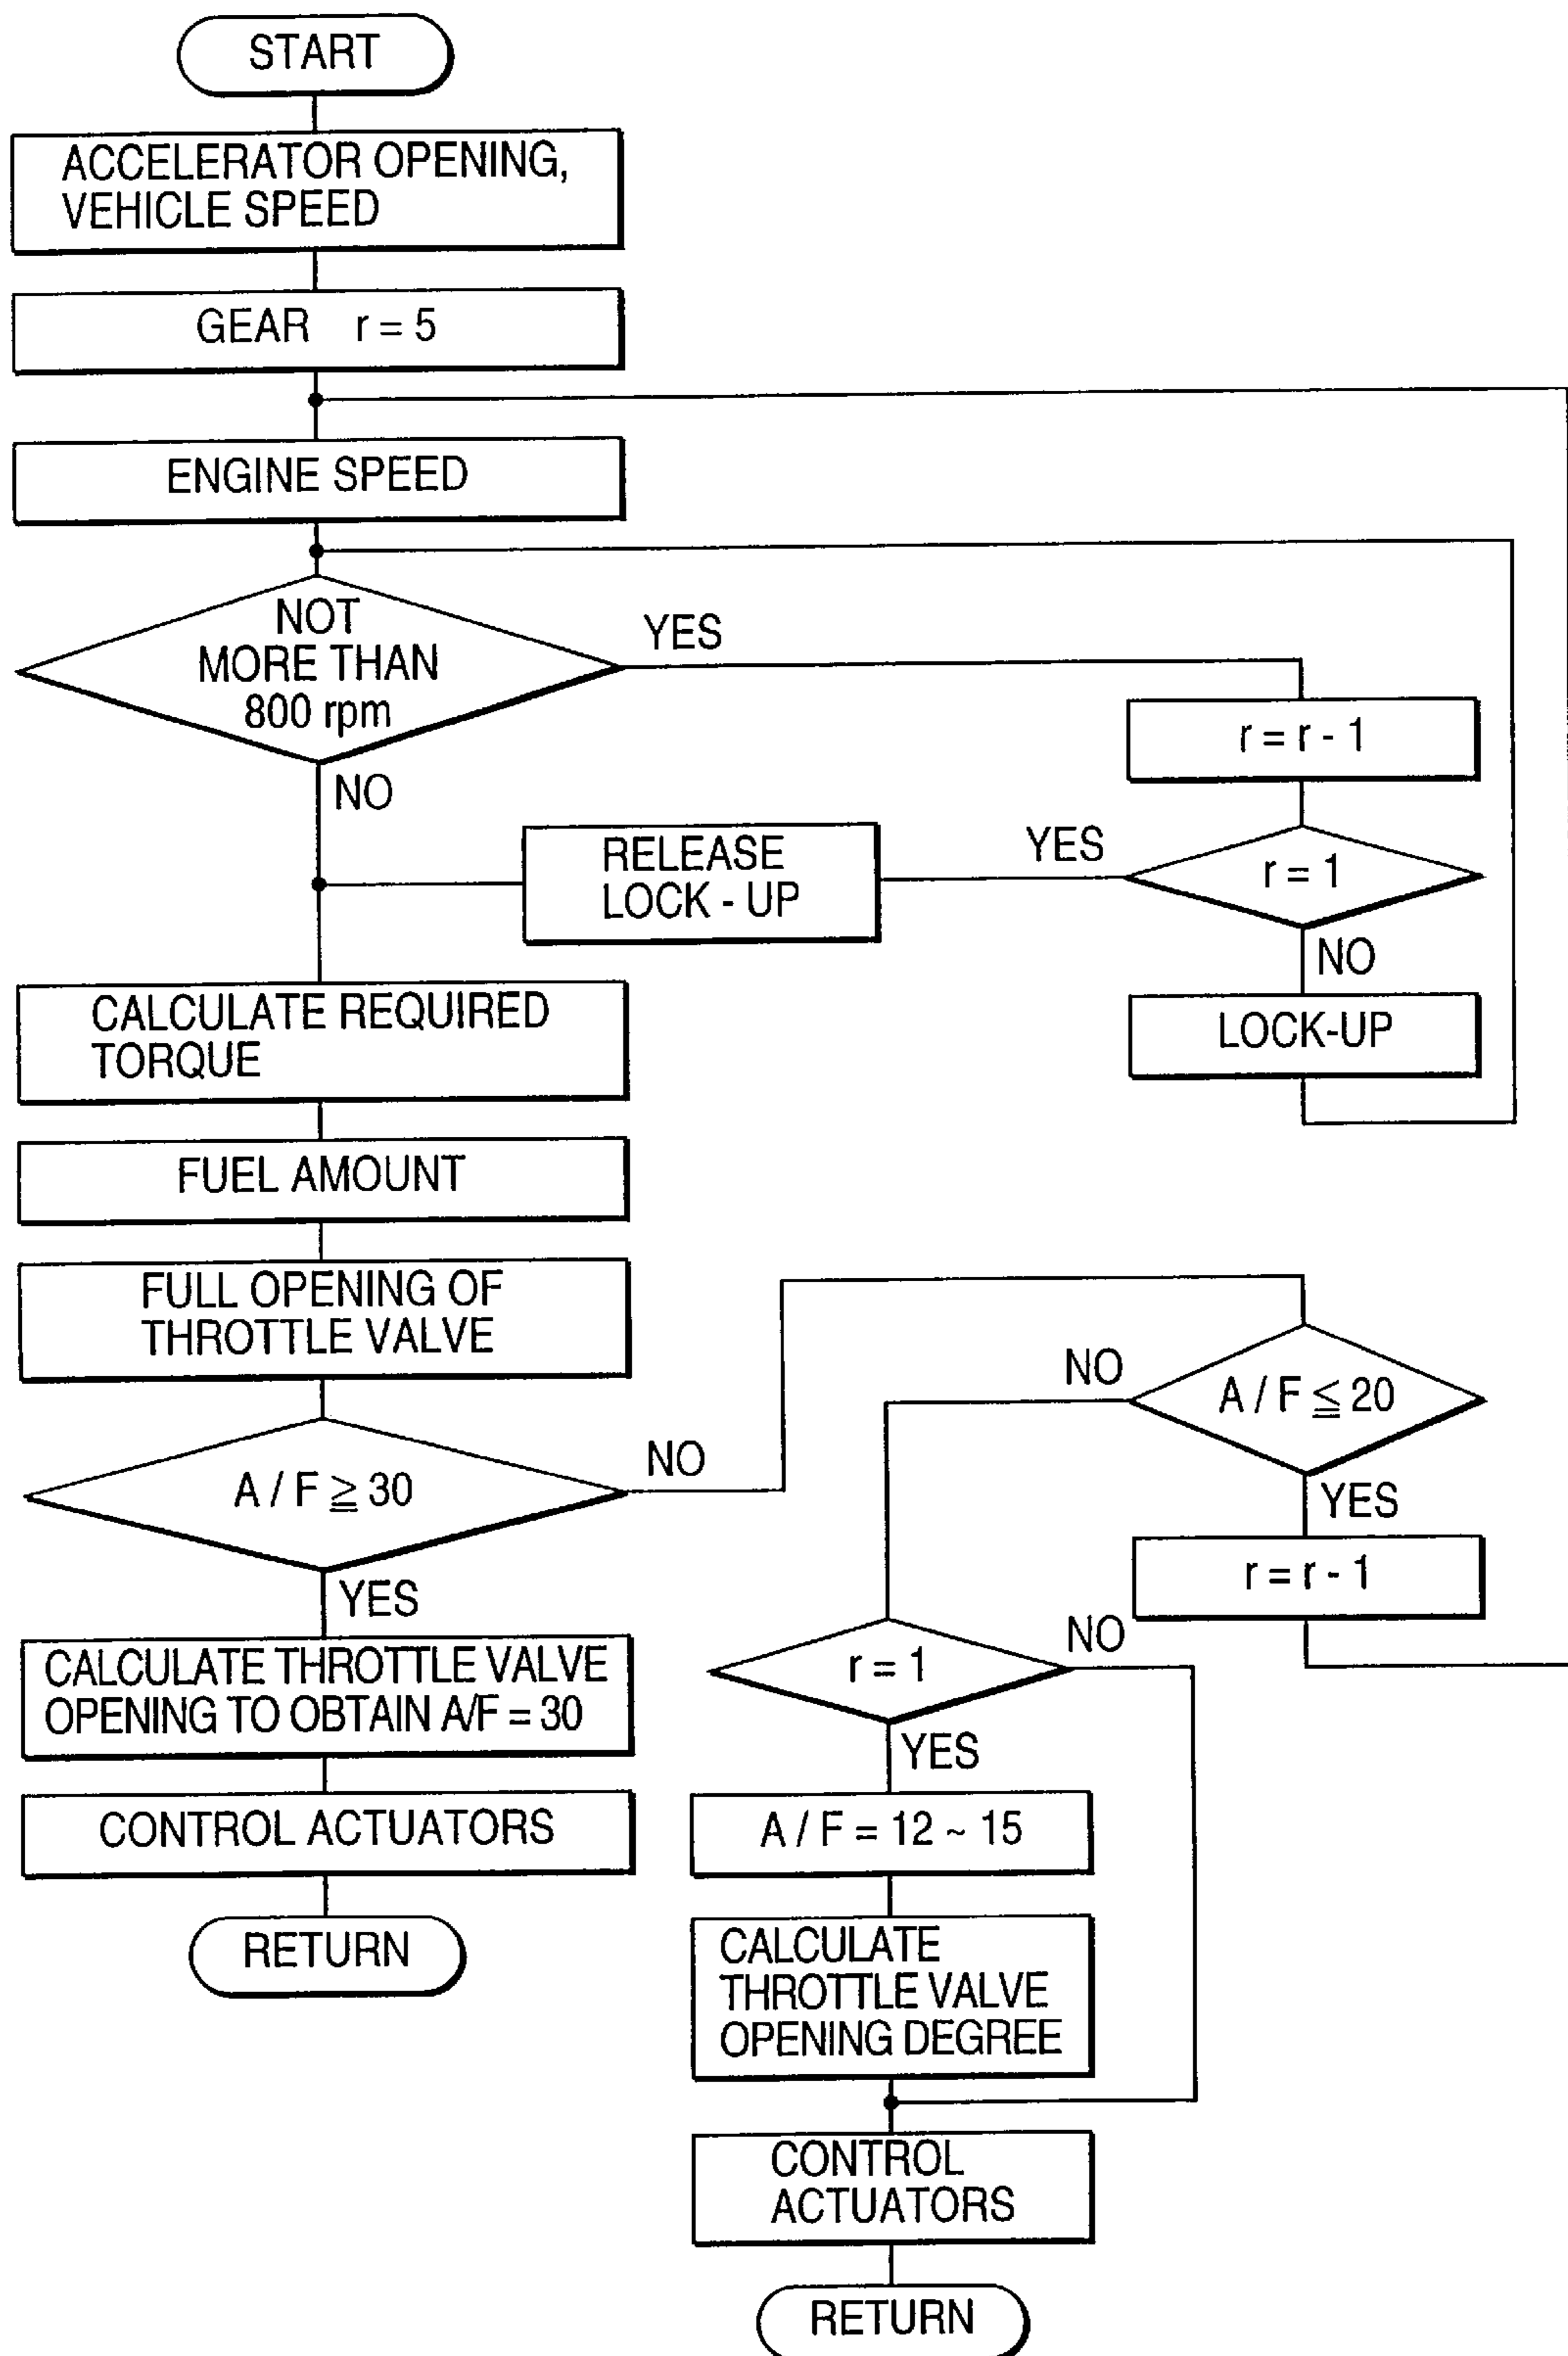 START
ACCELERATOR OPENING,
VEHICLE SPEED
GEAR r = 5
ENGINE SPEED
NOT
MORE THAN
800 rpm
YES
NO
r = r - 1
r = 1
YES
NO
RELEASE
LOCK - UP
LOCK-UP
CALCULATE REQUIRED
TORQUE
FUEL AMOUNT
FULL OPENING OF
THROTTLE VALVE
A / F ≧ 30
NO
YES
A / F ≦ 20
NO
YES
r = r - 1
CALCULATE THROTTLE VALVE
OPENING TO OBTAIN A/F = 30
CONTROL ACTUATORS
RETURN
r = 1
NO
YES
A / F = 12 ~ 15
CALCULATE
THROTTLE VALVE
OPENING DEGREE
CONTROL
ACTUATORS
RETURN